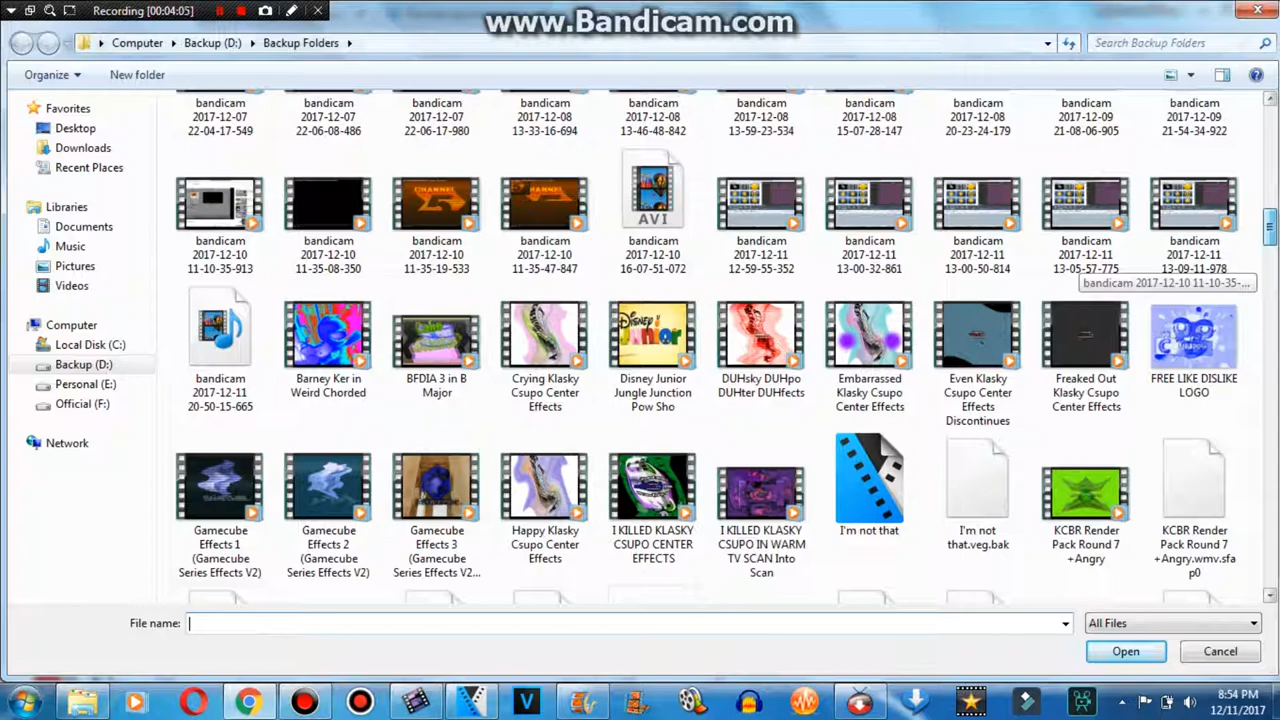 Recording [00:04:05]
www.Bandicam.com
Computer Backup (D:) Backup Folders
Search Backup Folders
Organize New folder
Favorites
Desktop
Downloads
Recent Places
Libraries
Documents
Music
Pictures
Videos
Computer
Local Disk (C:)
Backup (D:)
Personal (E:)
Official (F:)
Network
bandicam 2017-12-07 22-04-17-549
bandicam 2017-12-07 22-06-08-486
bandicam 2017-12-07 22-06-17-980
bandicam 2017-12-08 13-33-16-694
bandicam 2017-12-08 13-46-48-842
bandicam 2017-12-08 13-59-23-534
bandicam 2017-12-08 15-07-28-147
bandicam 2017-12-08 20-23-24-179
bandicam 2017-12-09 21-08-06-905
bandicam 2017-12-09 21-54-34-922
CHANNEL 5
CHANNEL
AVI
bandicam 2017-12-10 11-10-35-913
bandicam 2017-12-10 11-35-08-350
bandicam 2017-12-10 11-35-19-533
bandicam 2017-12-10 11-35-47-847
bandicam 2017-12-10 16-07-51-072
bandicam 2017-12-11 12-59-55-352
bandicam 2017-12-11 13-00-32-861
bandicam 2017-12-11 13-00-50-814
bandicam 2017-12-11 13-05-57-775
bandicam 2017-12-11 13-09-11-978
bandicam 2017-12-10 11-10-35-...
Disney Junior
bandicam 2017-12-11 20-50-15-665
Barney Ker in Weird Chorded
BFDIA 3 in B Major
Crying Klasky Csupo Center Effects
Disney Junior Jungle Junction Pow Sho
DUHsky DUHpo DUHter DUHfects
Embarrassed Klasky Csupo Center Effects
Even Klasky Csupo Center Effects Discontinues
Freaked Out Klasky Csupo Center Effects
FREE LIKE DISLIKE LOGO
Gamecube Effects 1 (Gamecube Series Effects V2)
Gamecube Effects 2 (Gamecube Series Effects V2)
Gamecube Effects 3 (Gamecube Series Effects V2...
Happy Klasky Csupo Center Effects
I KILLED KLASKY CSUPO CENTER EFFECTS
I KILLED KLASKY CSUPO IN WARM TV SCAN Into Scan
I'm not that
I'm not that.veg.bak
KCBR Render Pack Round 7 +Angry
KCBR Render Pack Round 7 +Angry.wmv.sfap0
File name:
All Files
Open Cancel
8:54 PM
12/11/2017